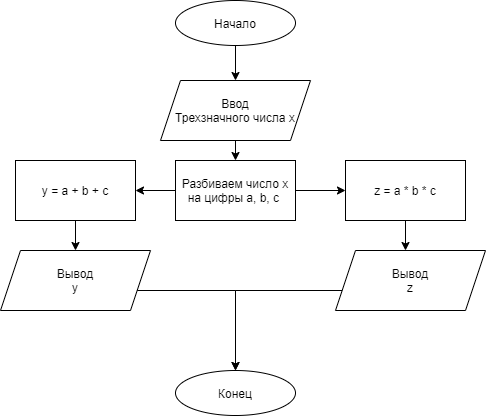 Начало
Ввод
Трехзначного числа x
y = a + b + c
Разбиваем число x
на цифры a, b, c
z = a * b * c
Вывод
y
Вывод
z
Конец